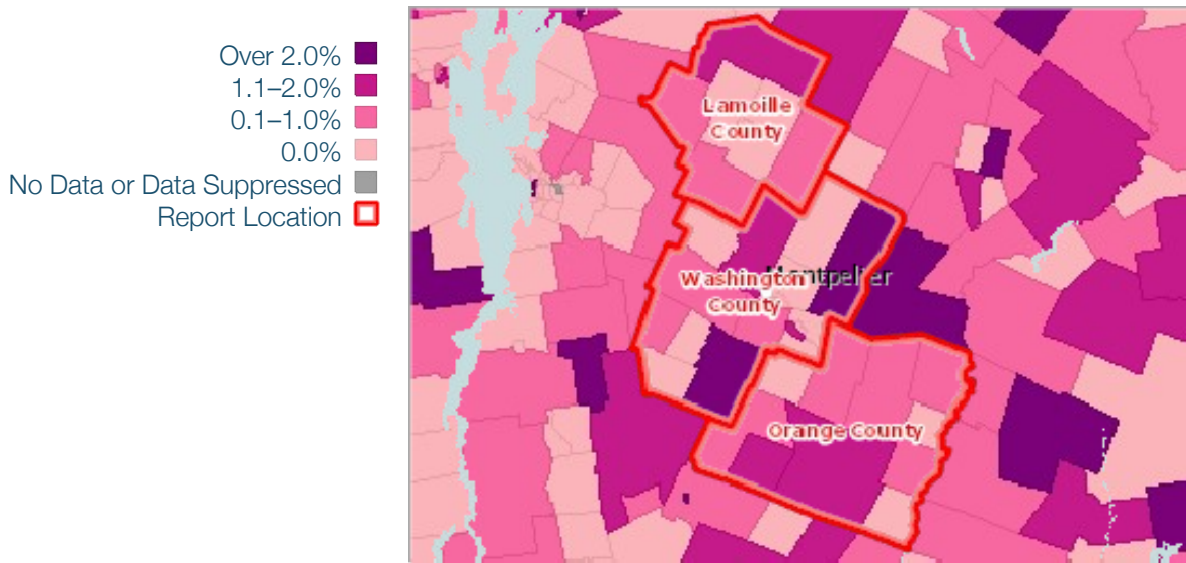 Over 2.0%
1.1–2.0%
0.1–1.0%
0.0%
No Data or Data Suppressed
Report Location
Lamoille
County
Montpelier
Washington
County
Orange County